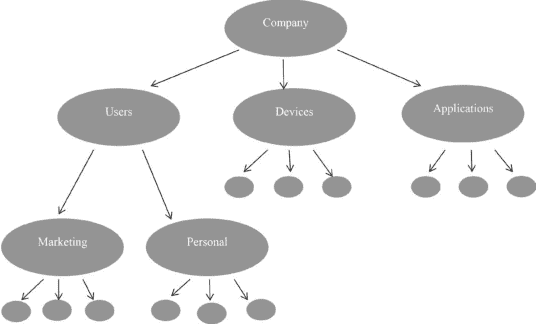 Company
Users
Devices
Applications
Marketing
Personal